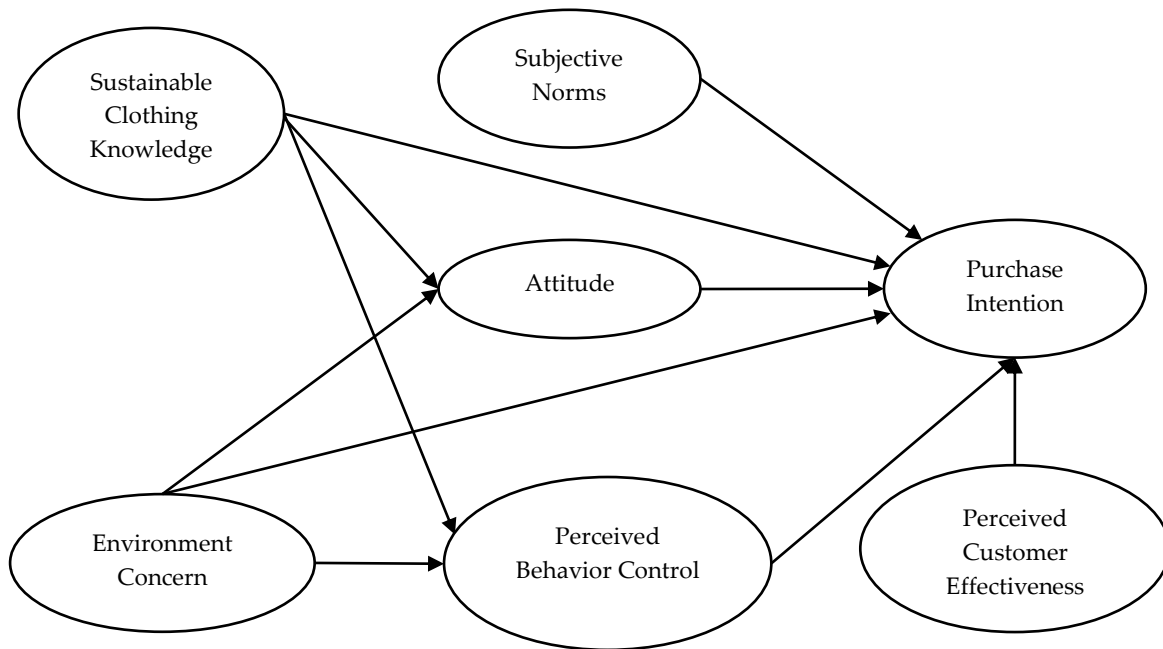 Sustainable
Clothing
Knowledge
Subjective
Norms
Attitude
Purchase
Intention
Environment
Concern
Perceived
Behavior Control
Perceived
Customer
Effectiveness